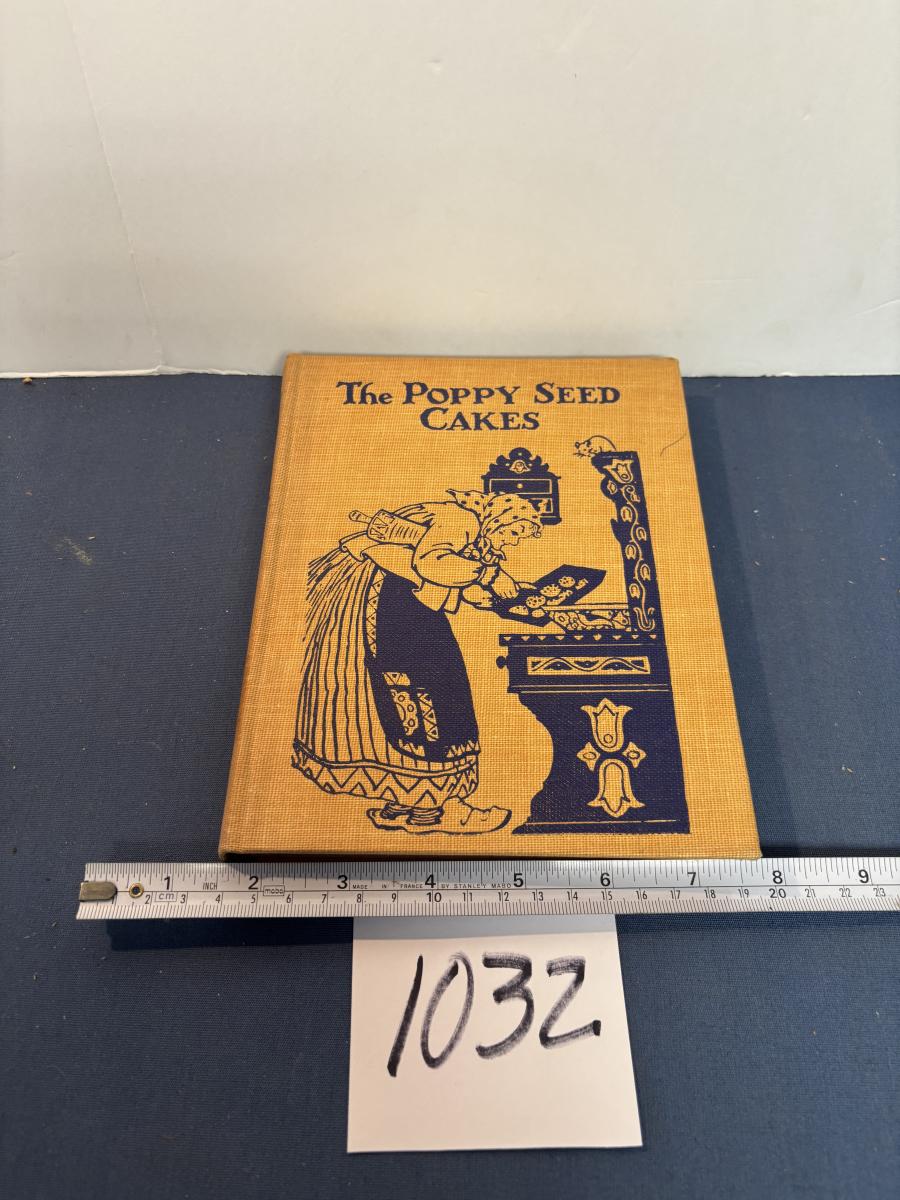 The POPPY SEED
CAKES
1 INCH 2 3 MADE IN FRANCE 4 BY STANLEY MABO 5 6 7 8 9
2 cm 3 4 5 mabo 6 7 8 9 10 11 12 13 14 15 16 17 18 19 20 21 22 23
1032